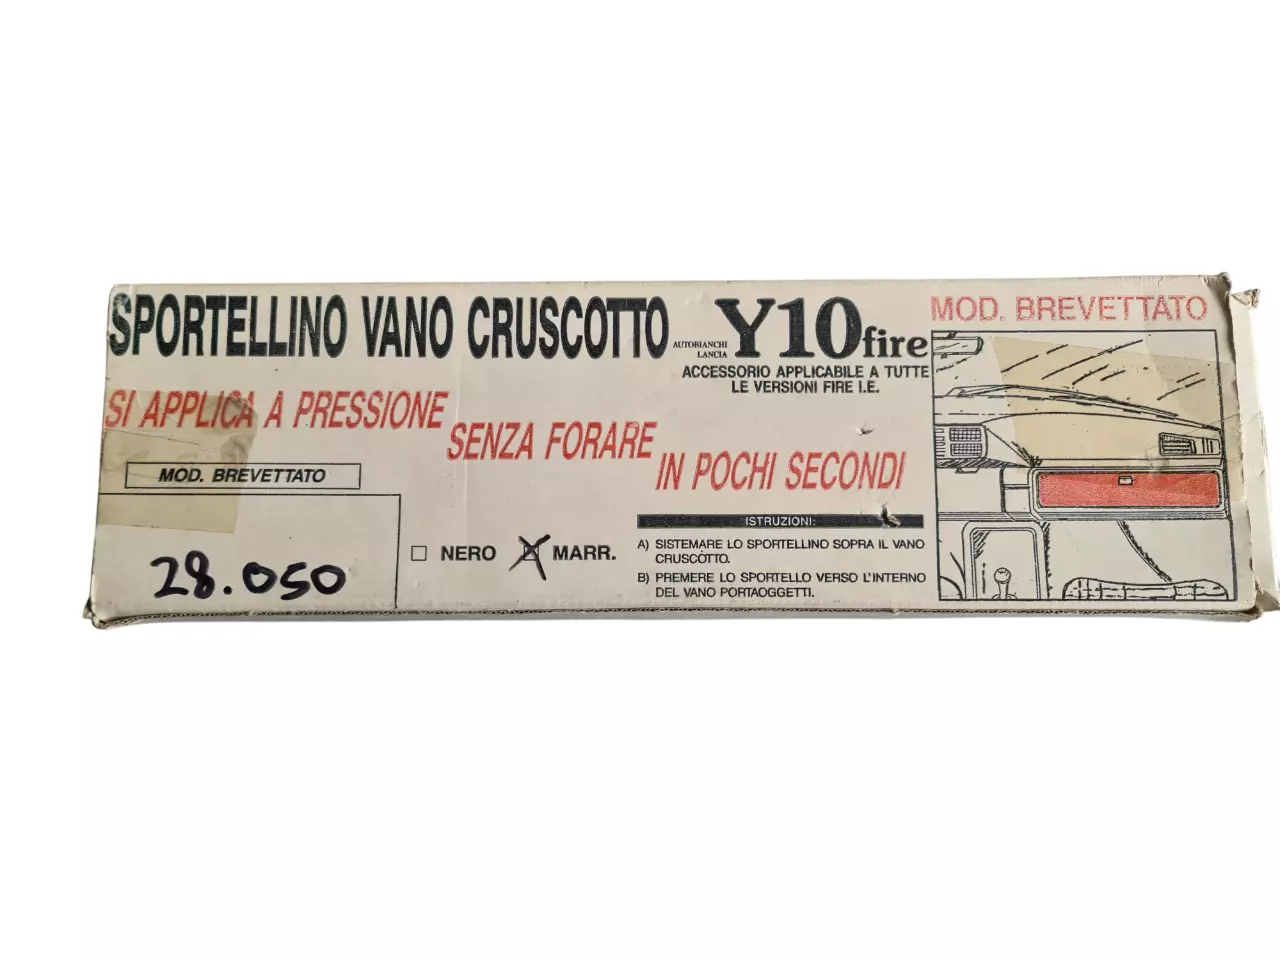 SPORTELLINO VANO CRUSCOTTO
AUTOBIANCHI
LANCIA
Y10 fire
ACCESSORIO APPLICABILE A TUTTE
LE VERSIONI FIRE I.E.
MOD. BREVETTATO
SI APPLICA A PRESSIONE
SENZA FORARE
IN POCHI SECONDI
MOD. BREVETTATO
28.050
NERO
MARR.
ISTRUZIONI:
A) SISTEMARE LO SPORTELLINO SOPRA IL VANO
CRUSCOTTO.
B) PREMERE LO SPORTELLO VERSO L'INTERNO
DEL VANO PORTAOGGETTI.